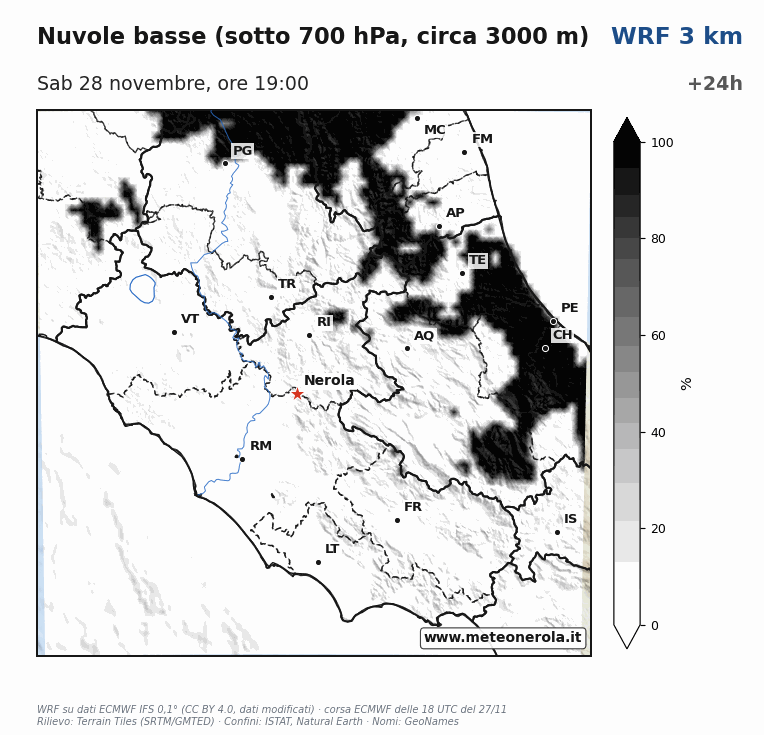 Nuvole basse (sotto 700 hPa, circa 3000 m) WRF 3 km
Sab 28 novembre, ore 19:00 +24h
MC
FM
PG
AP
TE
TR
PE
VT
RI
AQ
CH
Nerola
RM
FR
IS
LT
100
80
60
40
20
0
%
www.meteonerola.it
WRF su dati ECMWF IFS 0,1° (CC BY 4.0, dati modificati) · corsa ECMWF delle 18 UTC del 27/11
Rilievo: Terrain Tiles (SRTM/GMTED) · Confini: ISTAT, Natural Earth · Nomi: GeoNames